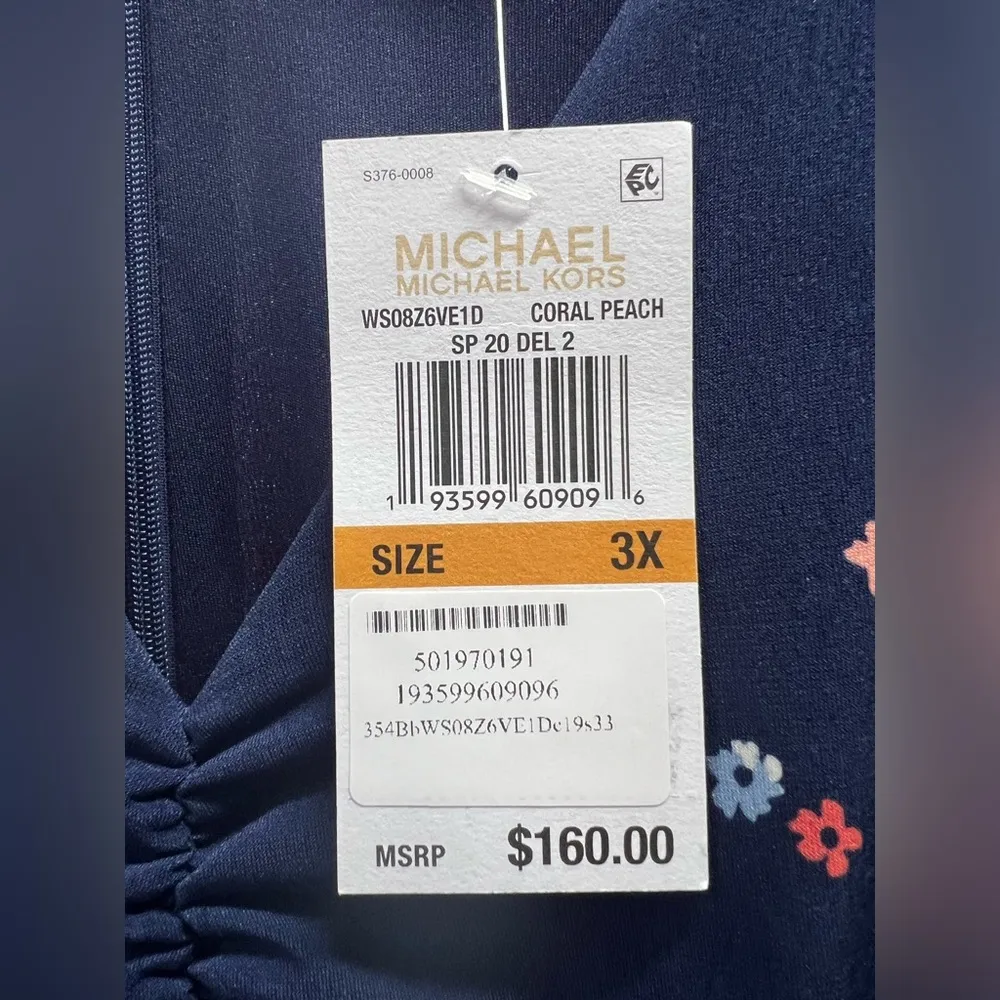 S376-0008
EPC
MICHAEL
MICHAEL KORS
WS08Z6VE1D CORAL PEACH
SP 20 DEL 2
1 93599 60909 6
SIZE 3X
501970191
193599609096
354BbWS08Z6VE1Dc19s33
MSRP $160.00